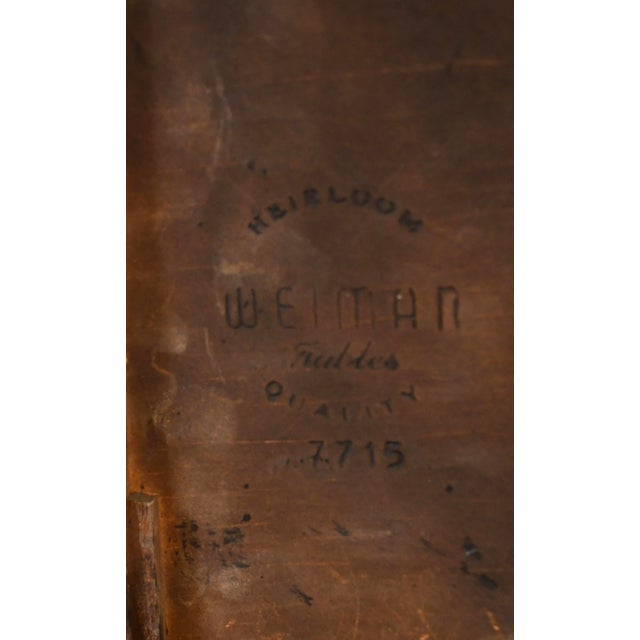 HEIRLOOM
WEIMAN
Tables
QUALITY
7715